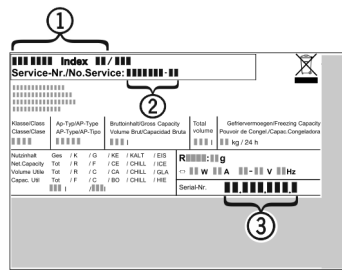 1
Index /
Service-Nr./No.Service: -
2
Klasse/Class Ap-Typ/AP-Type Bruttoinhalt/Gross Capacity Total Gefriervermoegen/Freezing Capacity
Classe/Clase AP-Typ/AP-Tipo Volume Brut/Capacidad Bruta volume Pouvoir de Congel./Capac.Congeladora
l l kg / 24 h
Nutzinhalt Ges / K / G / KE / KALT / EIS
Net.Capacity Tot / R / F / CE / CHILL / ICE
Volume Utile Tot / R / C / CA / CHILL / GLA
Capac. Util Tot / F / C / BO / CHILL / HIE
l / l
R : g
W A - V Hz
Serial-Nr. . . .
3